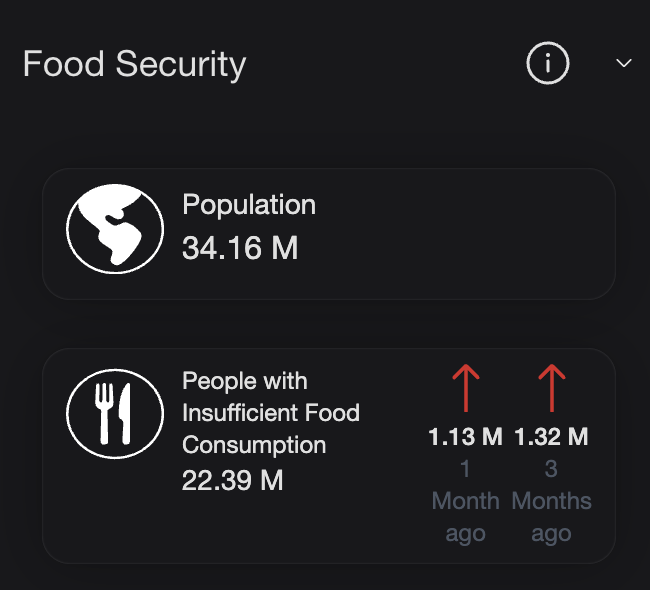 Food Security
Population
34.16 M
People with
Insufficient Food
Consumption
22.39 M
1.13 M 1.32 M
1 3
Month Months
ago ago